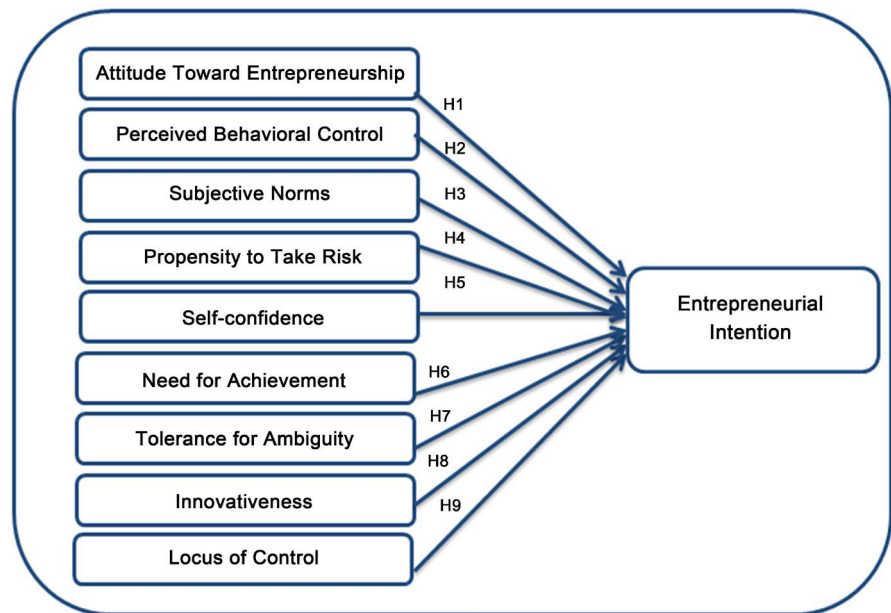 Attitude Toward Entrepreneurship
H1
Perceived Behavioral Control
H2
Subjective Norms
H3
Propensity to Take Risk
H4
H5
Self-confidence
Entrepreneurial
Intention
Need for Achievement
H6
Tolerance for Ambiguity
H7
H8
Innovativeness
H9
Locus of Control